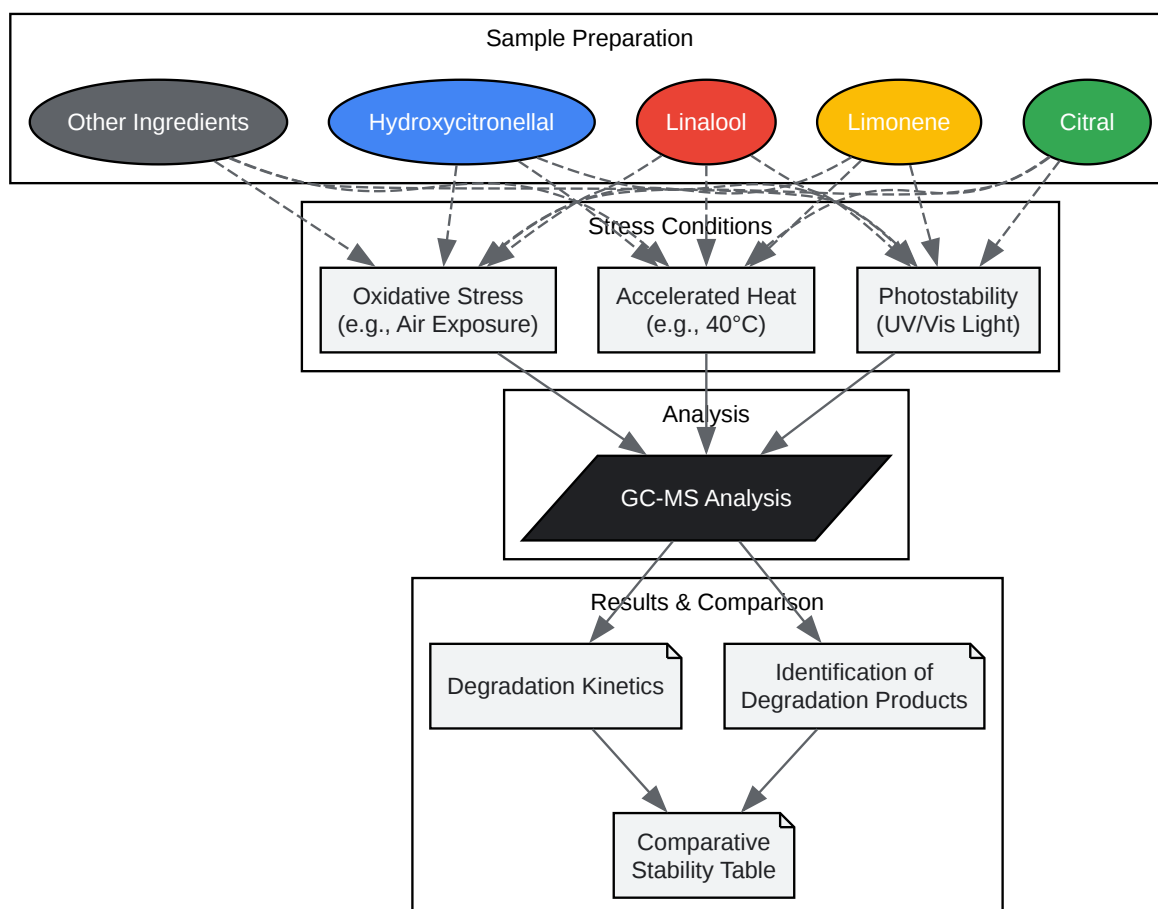 Sample Preparation
Other Ingredients
Hydroxycitronellal
Linalool
Limonene
Citral
Stress Conditions
Oxidative Stress
(e.g., Air Exposure)
Accelerated Heat
(e.g., 40°C)
Photostability
(UV/Vis Light)
Analysis
GC-MS Analysis
Results & Comparison
Degradation Kinetics
Identification of
Degradation Products
Comparative
Stability Table